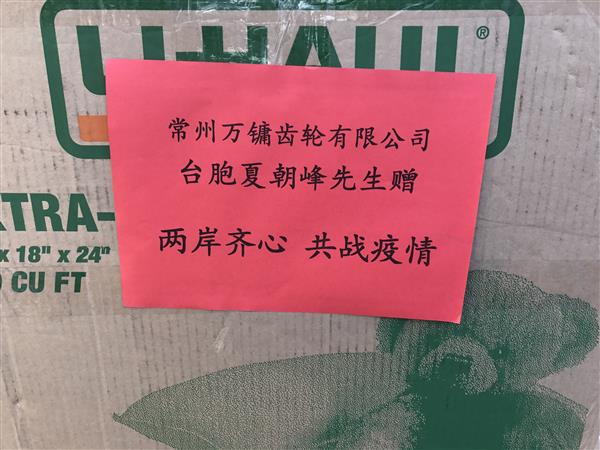 U-HAUL®
常州万镛齿轮有限公司
台胞夏朝峰先生赠
两岸齐心 共战疫情
XTRA-
x 18" x 24"
CU FT